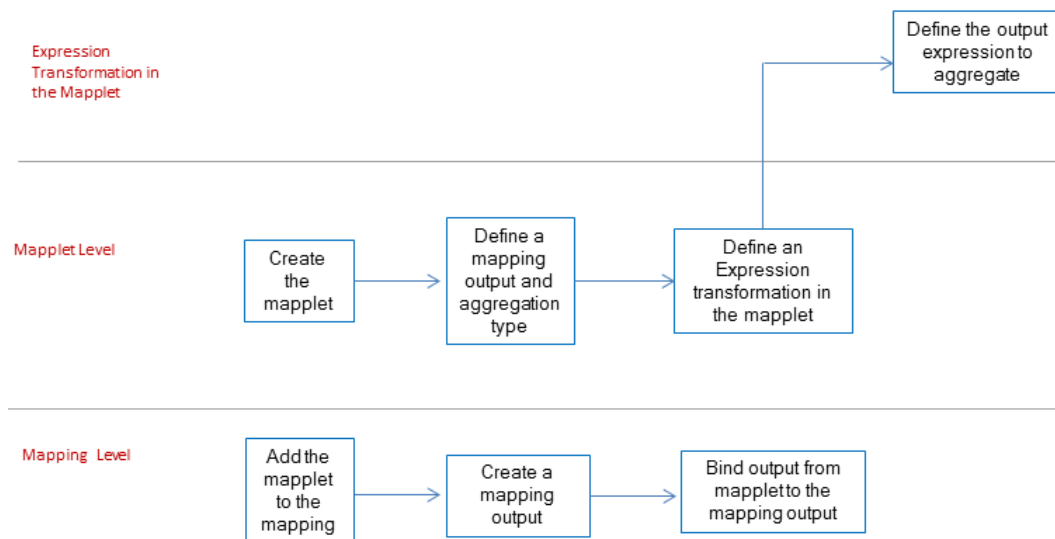 Expression
Transformation in
the Mapplet
Define the output
expression to
aggregate
Mapplet Level
Create
the
mapplet
Define a
mapping
output and
aggregation
type
Define an
Expression
transformation in
the mapplet
Mapping Level
Add the
mapplet
to the
mapping
Create a
mapping
output
Bind output from
mapplet to the
mapping output